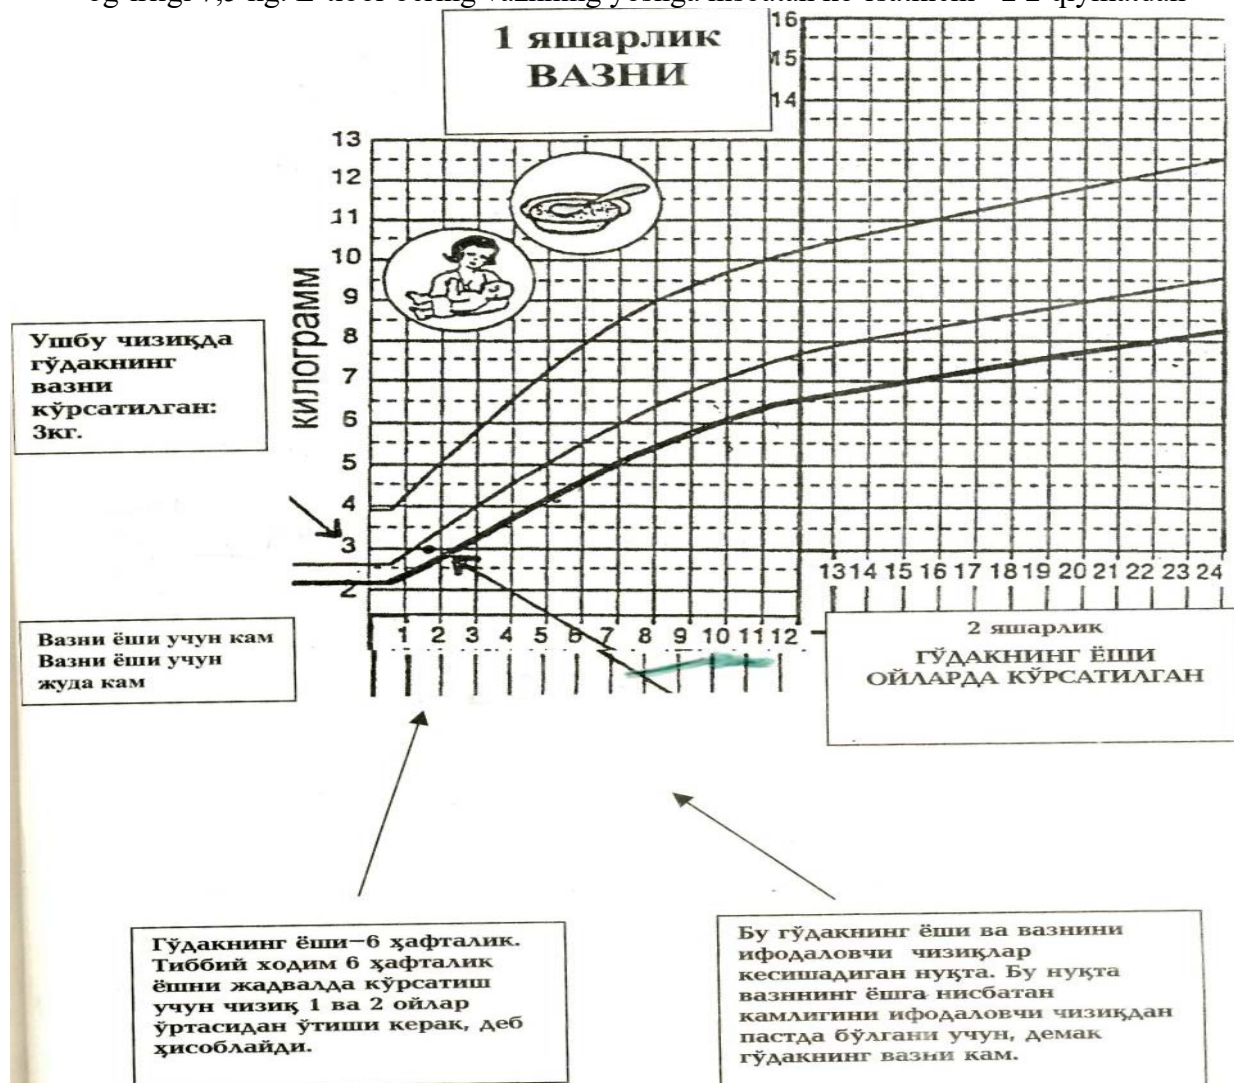 1 яшарлик
ВАЗНИ
16
15
14
13
12
11
10
9
8
7
6
5
4
3
2
килограмм
Ушбу чизиқда
гўдакнинг
вазни
кўрсатилган:
3кг.
Вазни ёши учун кам
Вазни ёши учун
жуда кам
1 2 3 4 5 6 7 8 9 10 11 12
13 14 15 16 17 18 19 20 21 22 23 24
2 яшарлик
ГЎДАКНИНГ ЁШИ
ОЙЛАРДА КЎРСАТИЛГАН
Гўдакнинг ёши–6 ҳафталик.
Тиббий ходим 6 ҳафталик
ёшни жадвалда кўрсатиш
учун чизиқ 1 ва 2 ойлар
ўртасидан ўтиши керак, деб
ҳисоблайди.
Бу гўдакнинг ёши ва вазнини
ифодаловчи чизиқлар
кесишадиган нуқта. Бу нуқта
вазннинг ёшга нисбатан
камлигини ифодаловчи чизиқдан
пастда бўлгани учун, демак
гўдакнинг вазни кам.